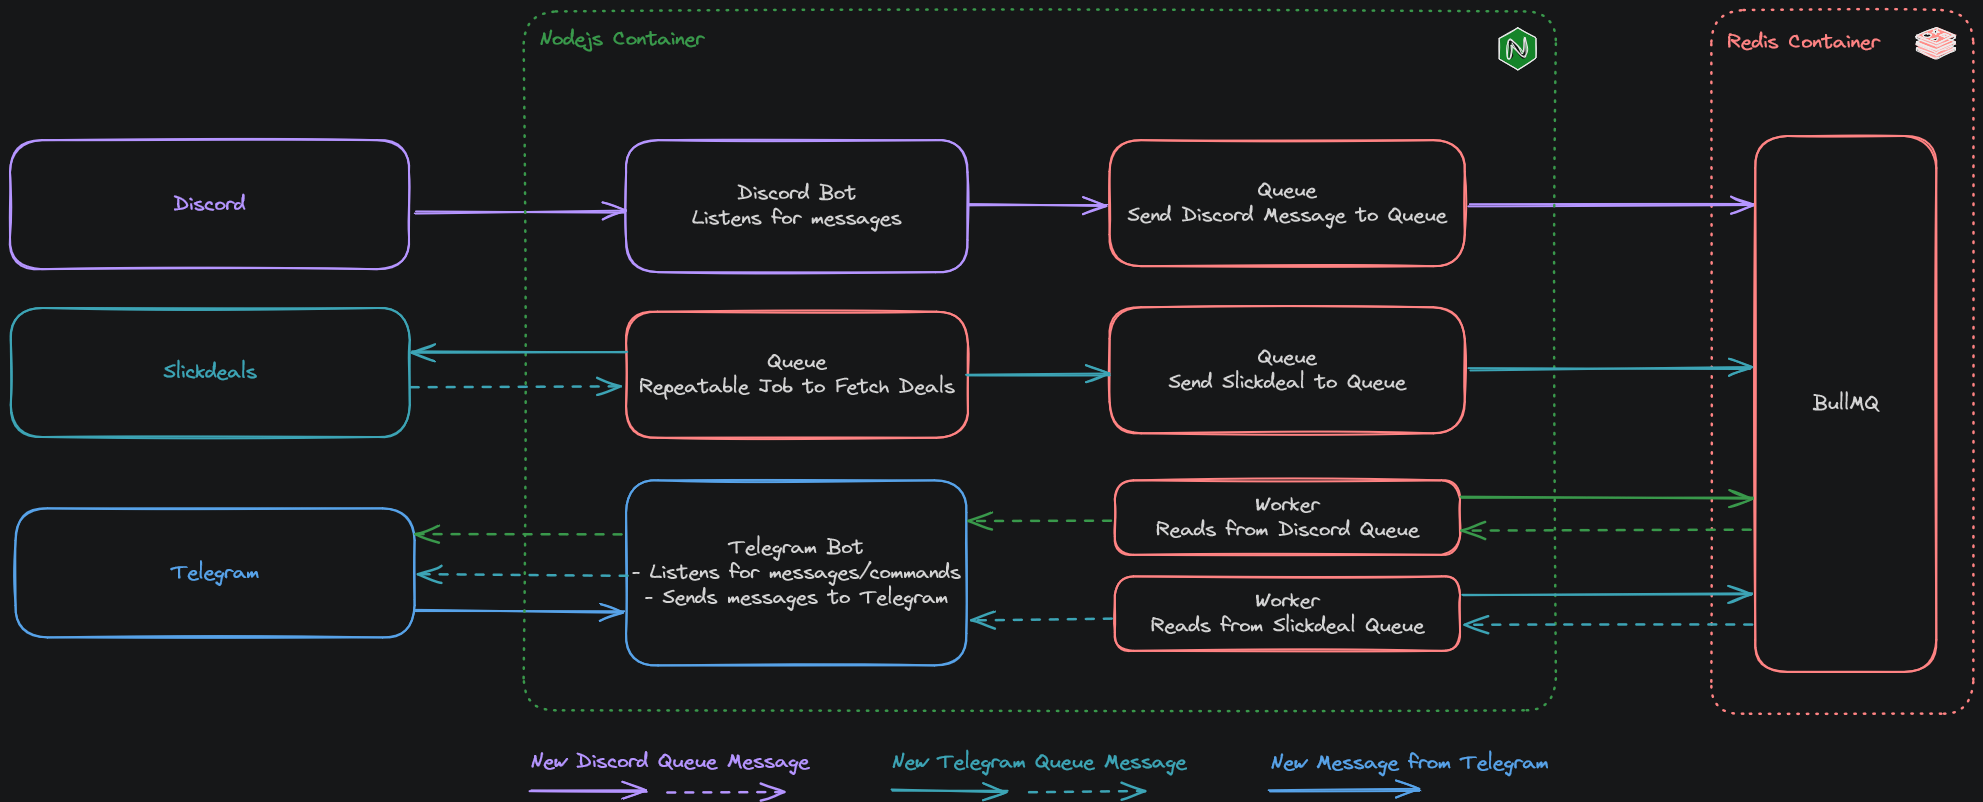 Nodejs Container
Redis Container
Discord
Discord Bot
Listens for messages
Queue
Send Discord Message to Queue
Slickdeals
Queue
Repeatable Job to Fetch Deals
Queue
Send Slickdeal to Queue
BullMQ
Telegram
Telegram Bot
- Listens for messages/commands
- Sends messages to Telegram
Worker
Reads from Discord Queue
Worker
Reads from Slickdeal Queue
New Discord Queue Message
New Telegram Queue Message
New Message from Telegram